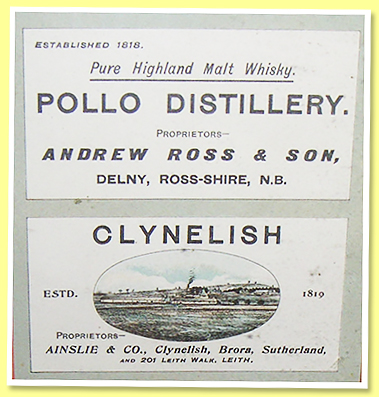 ESTABLISHED 1818.
Pure Highland Malt Whisky.
POLLO DISTILLERY.
PROPRIETORS—
ANDREW ROSS & SON,
DELNY, ROSS-SHIRE, N.B.
CLYNELISH
ESTD. 1819
PROPRIETORS—
AINSLIE & CO., Clynelish, Brora, Sutherland,
AND 201 LEITH WALK, LEITH.